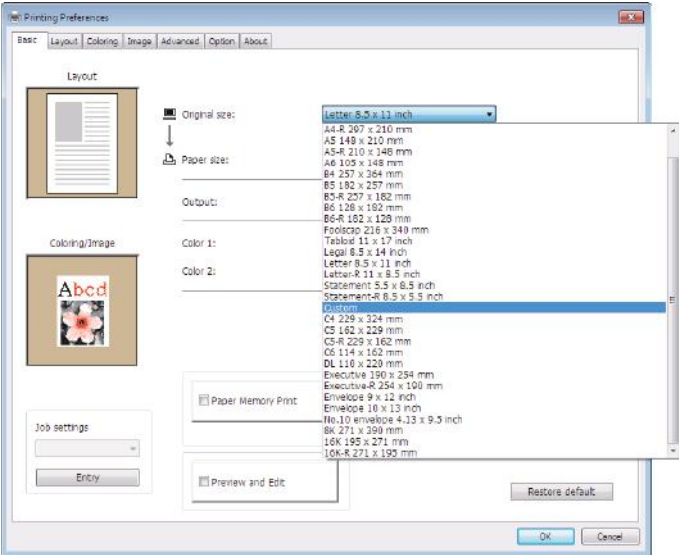 Printing Preferences
Basic Layout Coloring Image Advanced Option About
Layout
Original size:
Letter 8.5 x 11 inch
Paper size:
Output:
Color 1:
Color 2:
A4-R 297 x 210 mm
A5 148 x 210 mm
A5-R 210 x 148 mm
A6 105 x 148 mm
B4 257 x 364 mm
B5 182 x 257 mm
B5-R 257 x 182 mm
B6 128 x 182 mm
B6-R 182 x 128 mm
Foolscap 216 x 340 mm
Tabloid 11 x 17 inch
Legal 8.5 x 14 inch
Letter 8.5 x 11 inch
Letter-R 11 x 8.5 inch
Statement 5.5 x 8.5 inch
Statement-R 8.5 x 5.5 inch
Custom
C4 229 x 324 mm
C5 162 x 229 mm
C5-R 229 x 162 mm
C6 114 x 162 mm
DL 110 x 220 mm
Executive 190 x 254 mm
Executive-R 254 x 190 mm
Envelope 9 x 12 inch
Envelope 10 x 13 inch
No.10 envelope 4.13 x 9.5 inch
8K 271 x 390 mm
16K 195 x 271 mm
16K-R 271 x 195 mm
Coloring/Image
Abcd
Paper Memory Print
Job settings
Entry
Preview and Edit
Restore default
OK Cancel